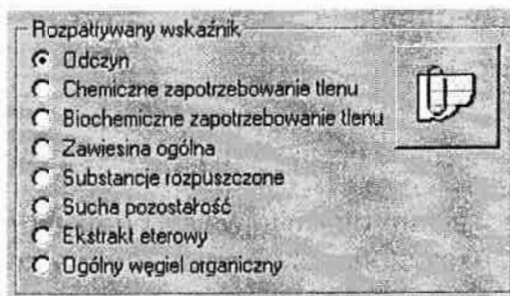 Rozpatrywany wskaźnik
Odczyn
Chemiczne zapotrzebowanie tlenu
Biochemiczne zapotrzebowanie tlenu
Zawiesina ogólna
Substancje rozpuszczone
Sucha pozostałość
Ekstrakt eterowy
Ogólny węgiel organiczny